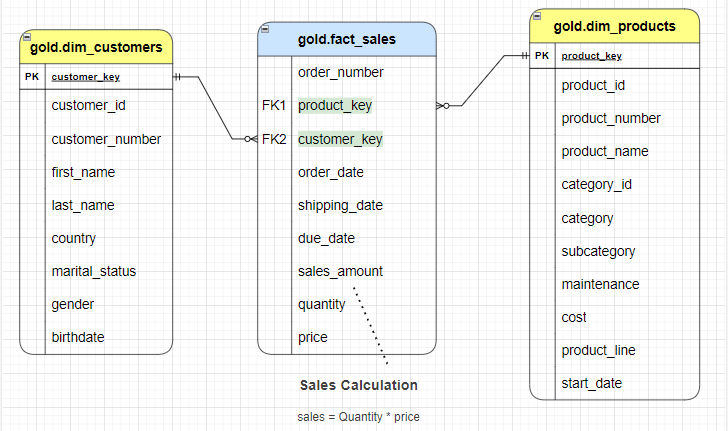 gold.dim_customers
PK customer_key
customer_id
customer_number
first_name
last_name
country
marital_status
gender
birthdate
gold.fact_sales
order_number
FK1 product_key
FK2 customer_key
order_date
shipping_date
due_date
sales_amount
quantity
price
Sales Calculation
sales = Quantity * price
gold.dim_products
PK product_key
product_id
product_number
product_name
category_id
category
subcategory
maintenance
cost
product_line
start_date